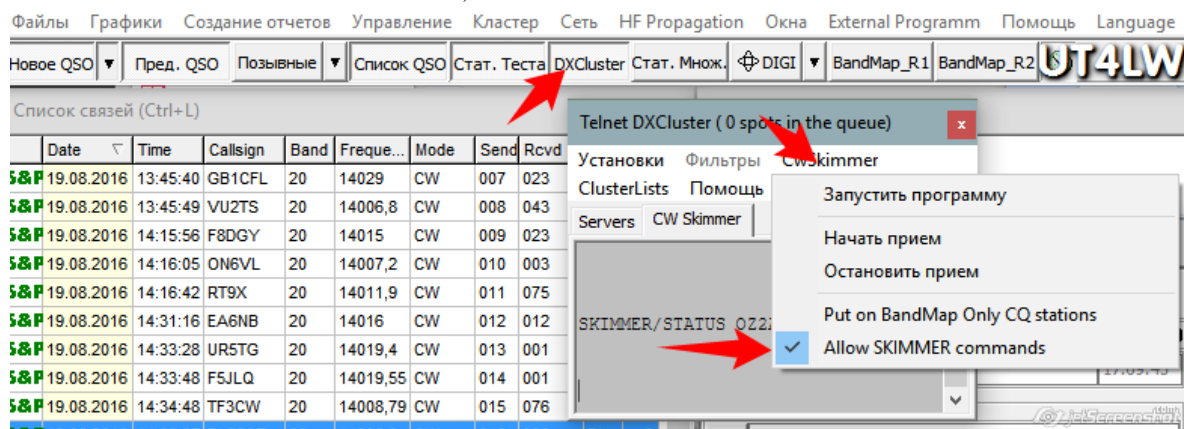 Файлы Графики Создание отчетов Управление Кластер Сеть HF Propagation Окна External Programm Помощь Language
Новое QSO Пред. QSO Позывные Список QSO Стат. Теста DXCluster Стат. Множ. DIGI BandMap_R1 BandMap_R2 UT4LW
Список связей (Ctrl+L)
Telnet DXCluster ( 0 spots in the queue) x
Установки Фильтры CwSkimmer
ClusterLists Помощь
Servers CW Skimmer
SKIMMER/STATUS
Запустить программу
Начать прием
Остановить прием
Put on BandMap Only CQ stations
Allow SKIMMER commands
Date Time Callsign Band Freque... Mode Send Rcvd
S&P 19.08.2016 13:45:40 GB1CFL 20 14029 CW 007 023
S&P 19.08.2016 13:45:49 VU2TS 20 14006,8 CW 008 043
S&P 19.08.2016 14:15:56 F8DGY 20 14015 CW 009 023
S&P 19.08.2016 14:16:05 ON6VL 20 14007,2 CW 010 003
S&P 19.08.2016 14:16:42 RT9X 20 14011,9 CW 011 075
S&P 19.08.2016 14:31:16 EA6NB 20 14016 CW 012 012
S&P 19.08.2016 14:33:28 UR5TG 20 14019,4 CW 013 001
S&P 19.08.2016 14:33:48 F5JLQ 20 14019,55 CW 014 001
S&P 19.08.2016 14:34:48 TF3CW 20 14008,79 CW 015 076
jetScreenshot